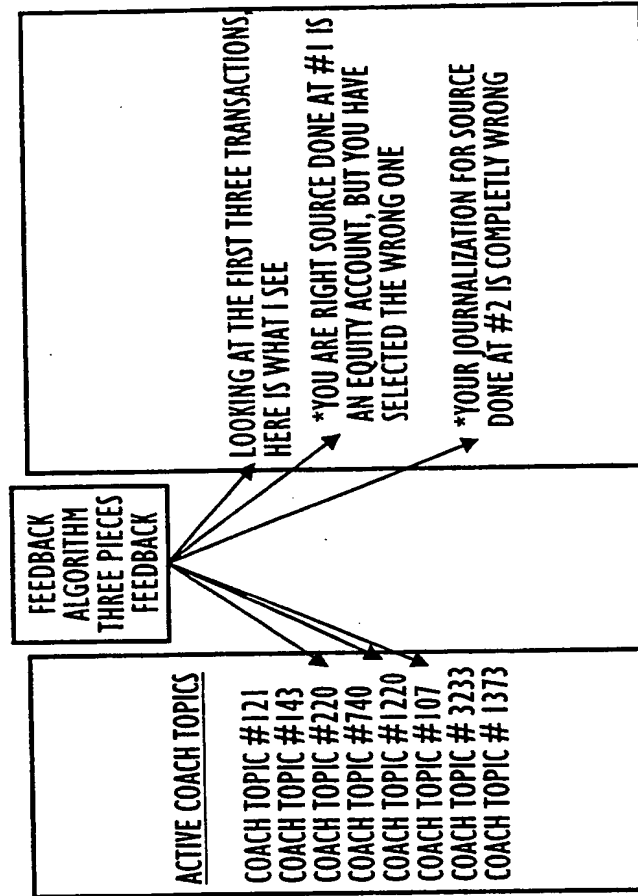 ACTIVE COACH TOPICS
COACH TOPIC #121
COACH TOPIC #143
COACH TOPIC #220
COACH TOPIC #740
COACH TOPIC #1220
COACH TOPIC #107
COACH TOPIC # 3233
COACH TOPIC # 1373
FEEDBACK
ALGORITHM
THREE PIECES
FEEDBACK
LOOKING AT THE FIRST THREE TRANSACTIONS,
HERE IS WHAT I SEE
*YOU ARE RIGHT SOURCE DONE AT #1 IS
AN EQUITY ACCOUNT, BUT YOU HAVE
SELECTED THE WRONG ONE
*YOUR JOURNALIZATION FOR SOURCE
DONE AT #2 IS COMPLETLY WRONG